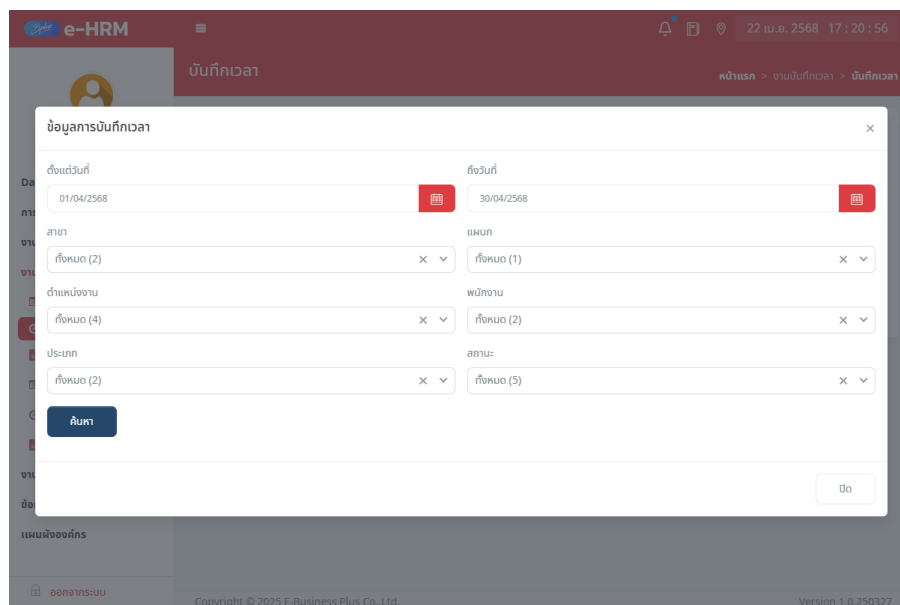 Bplus e-HRM
22 เม.ย. 2568 17 : 20 : 56
บันทึกเวลา
หน้าแรก > งานบันทึกเวลา > บันทึกเวลา
ข้อมูลการบันทึกเวลา
ตั้งแต่วันที่ ถึงวันที่
01/04/2568 30/04/2568
สาขา แผนก
ทั้งหมด (2) ทั้งหมด (1)
ตำแหน่งงาน พนักงาน
ทั้งหมด (4) ทั้งหมด (2)
ประเภท สถานะ
ทั้งหมด (2) ทั้งหมด (5)
ค้นหา
ปิด
แผนผังองค์กร
ออกจากระบบ
Copyright © 2025 E-Business Plus Co.,Ltd.
Version 1.0.250327